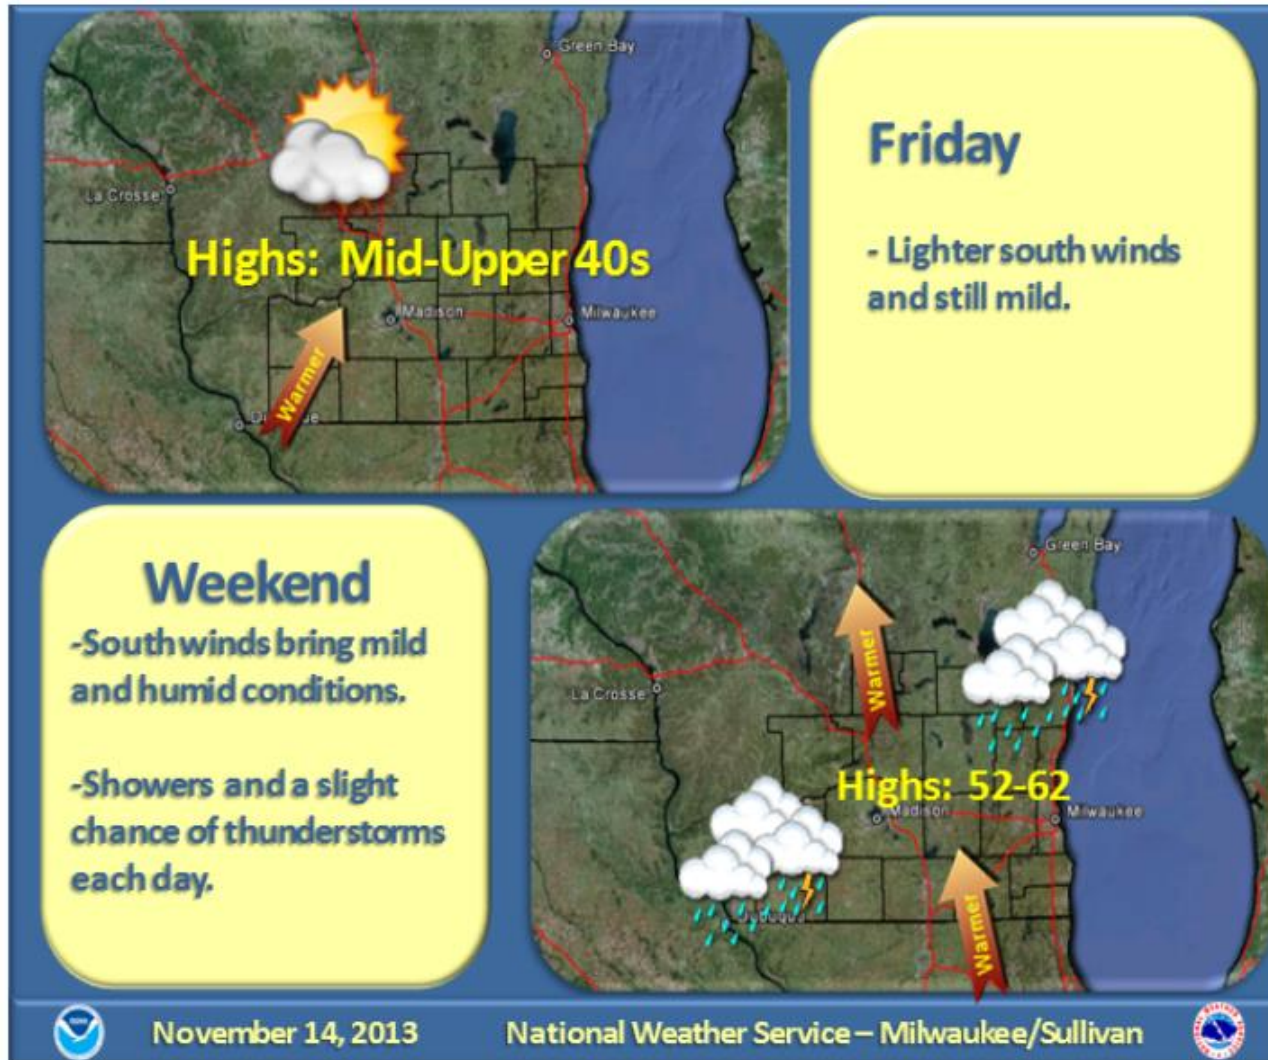 Green Bay
La Crosse
Highs: Mid-Upper 40s
Madison
Milwaukee
Warmer
Friday
- Lighter south winds
and still mild.
Weekend
-South winds bring mild
and humid conditions.
-Showers and a slight
chance of thunderstorms
each day.
Green Bay
Warmer
La Crosse
Highs: 52-62
Madison
Milwaukee
Dubuque
Warmer
November 14, 2013
National Weather Service – Milwaukee/Sullivan